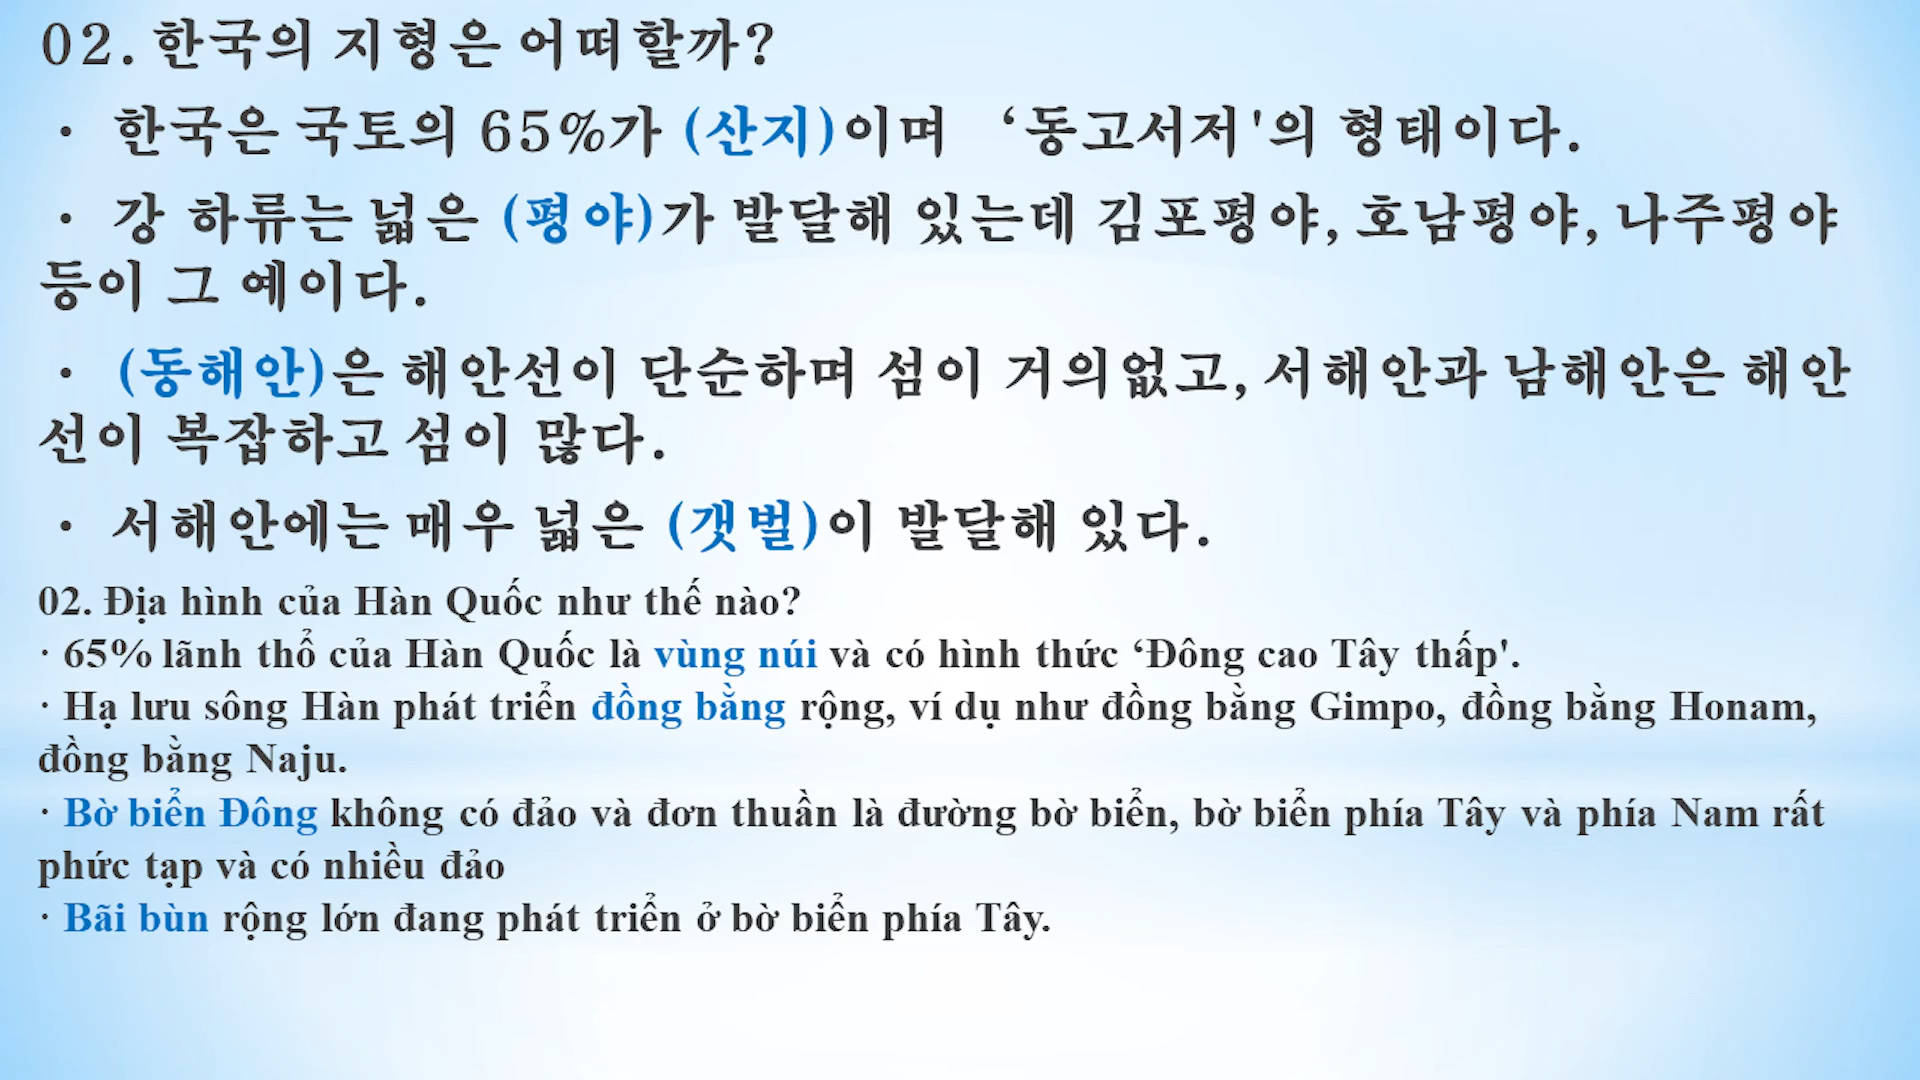 02. 한국의 지형은 어떠할까?
· 한국은 국토의 65%가 (산지)이며 ‘동고서저'의 형태이다.
· 강 하류는 넓은 (평야)가 발달해 있는데 김포평야, 호남평야, 나주평야
등이 그 예이다.
· (동해안)은 해안선이 단순하며 섬이 거의없고, 서해안과 남해안은 해안
선이 복잡하고 섬이 많다.
· 서해안에는 매우 넓은 (갯벌)이 발달해 있다.
02. Địa hình của Hàn Quốc như thế nào?
· 65% lãnh thổ của Hàn Quốc là vùng núi và có hình thức ‘Đông cao Tây thấp'.
· Hạ lưu sông Hàn phát triển đồng bằng rộng, ví dụ như đồng bằng Gimpo, đồng bằng Honam,
đồng bằng Naju.
· Bờ biển Đông không có đảo và đơn thuần là đường bờ biển, bờ biển phía Tây và phía Nam rất
phức tạp và có nhiều đảo
· Bãi bùn rộng lớn đang phát triển ở bờ biển phía Tây.